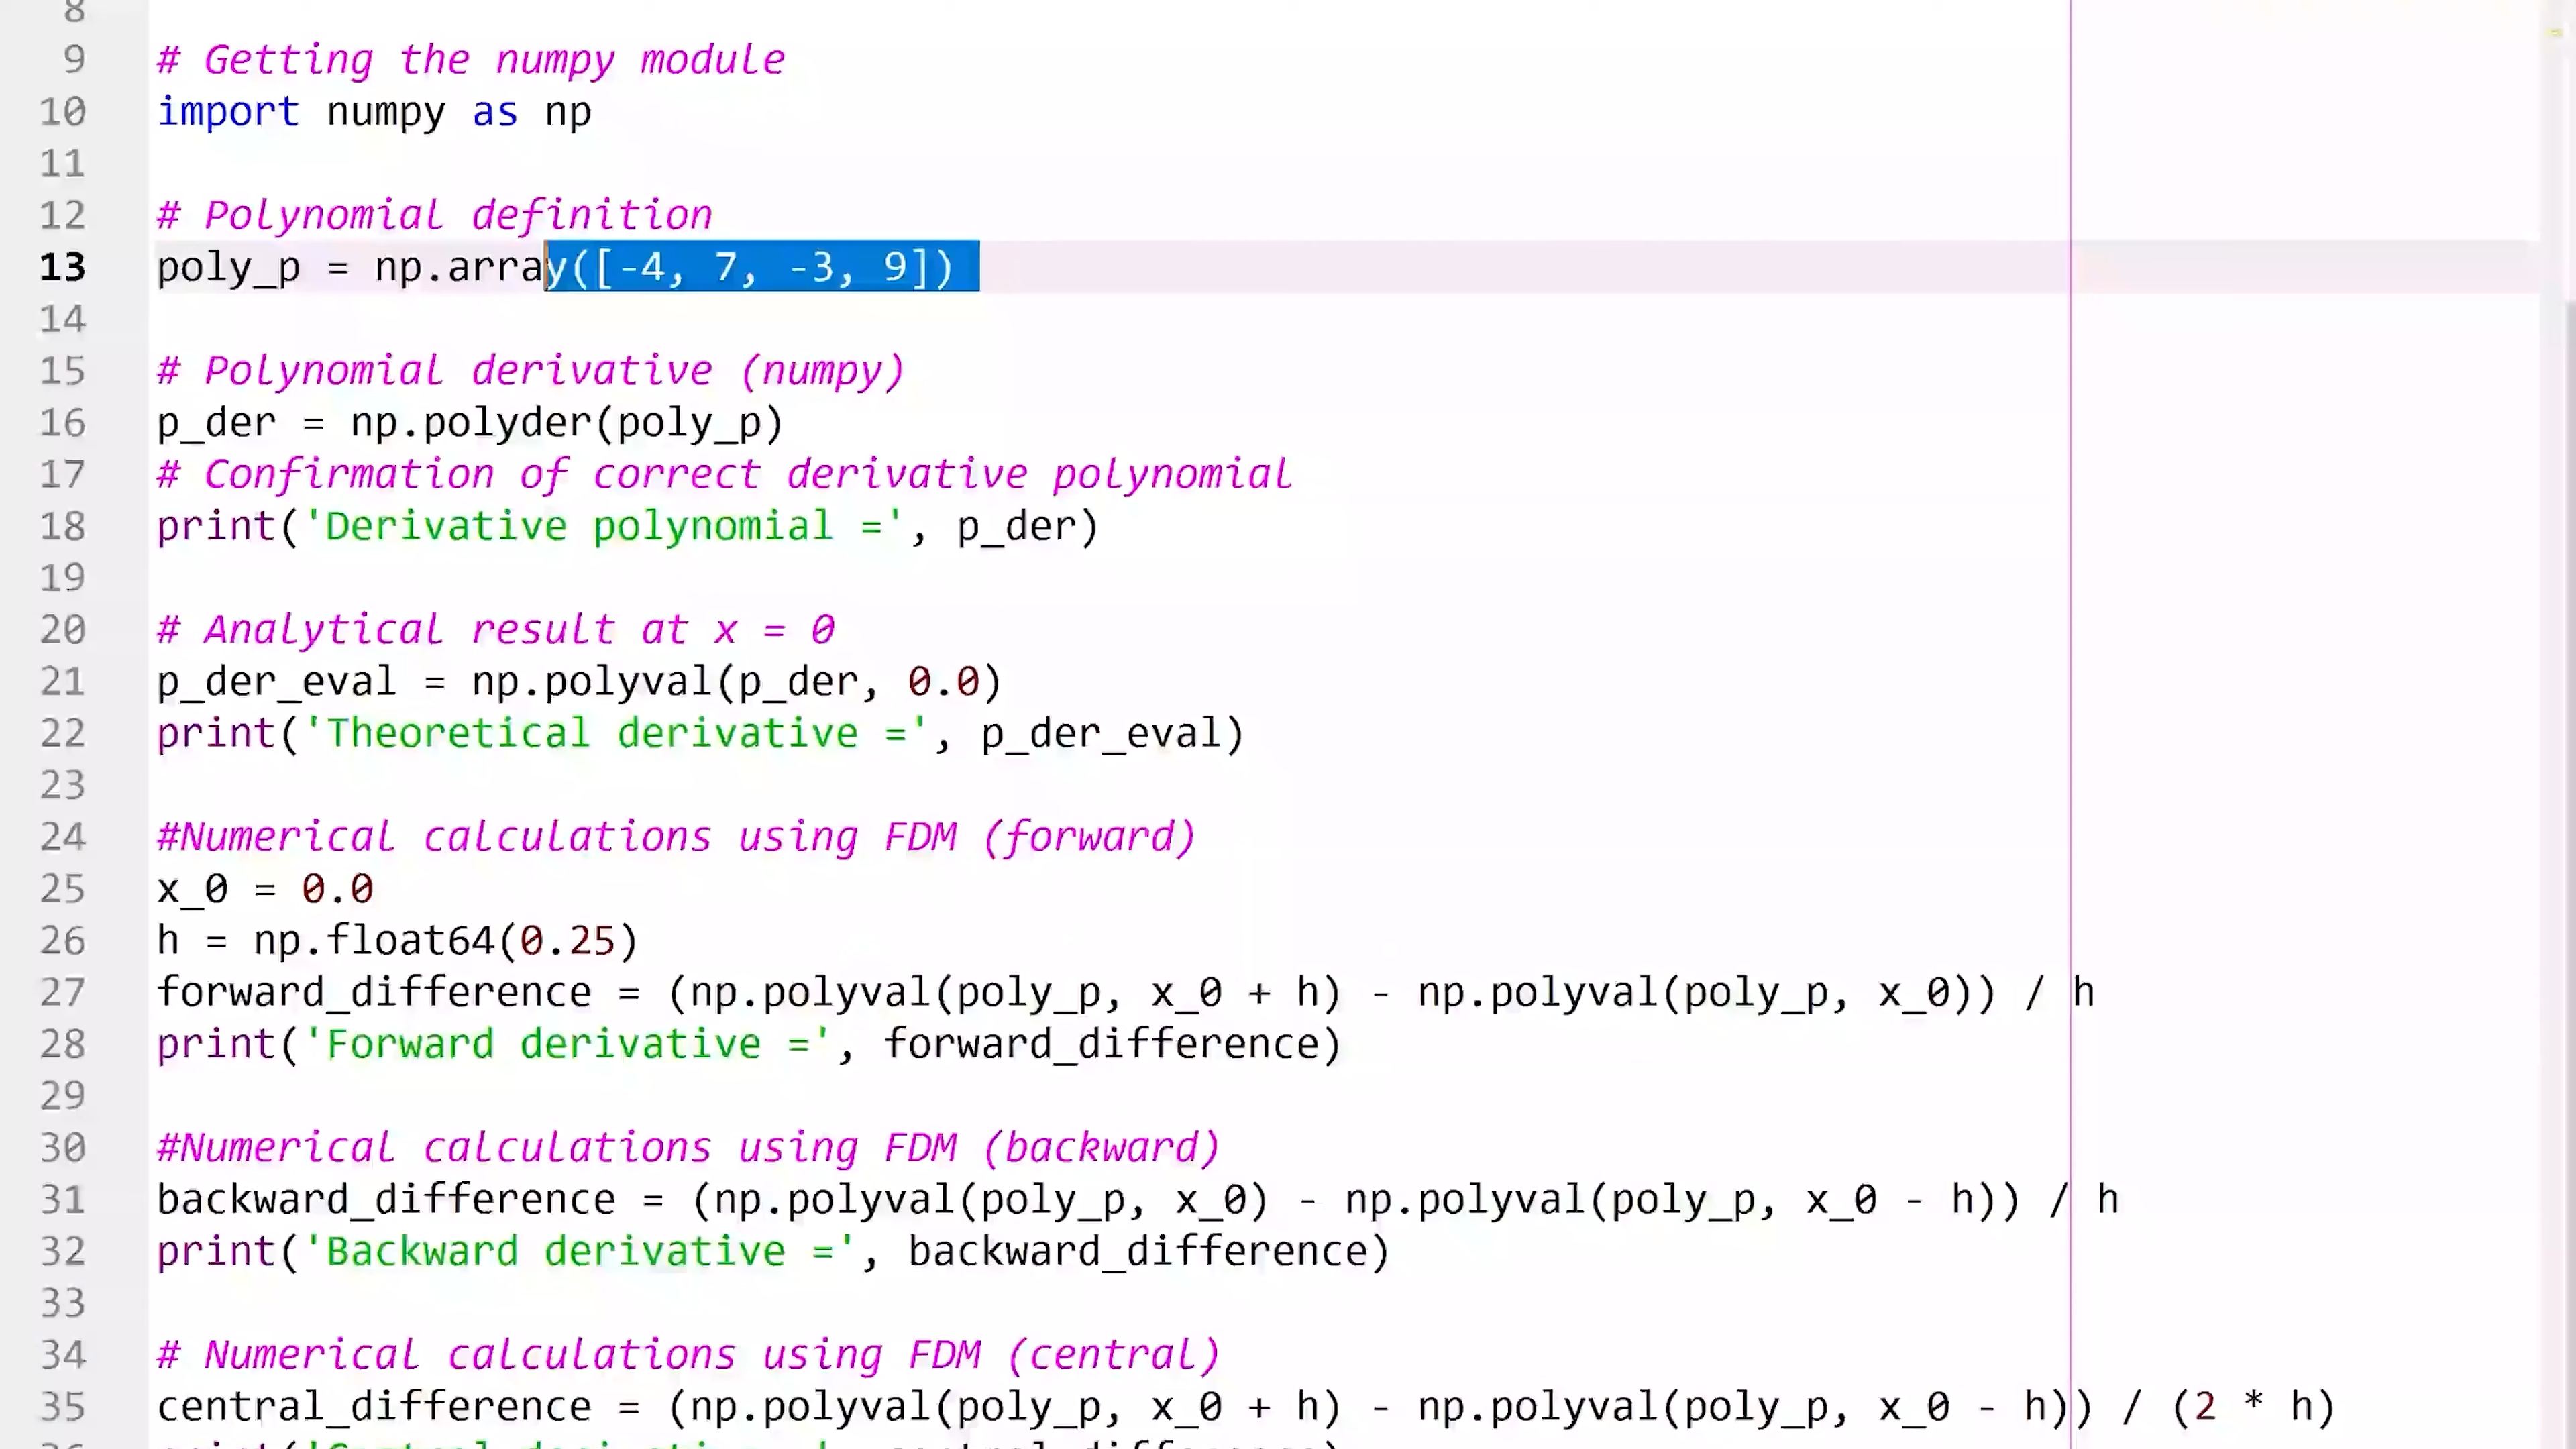 8
9 # Getting the numpy module
10 import numpy as np
11
12 # Polynomial definition
13 poly_p = np.array([-4, 7, -3, 9])
14
15 # Polynomial derivative (numpy)
16 p_der = np.polyder(poly_p)
17 # Confirmation of correct derivative polynomial
18 print('Derivative polynomial =', p_der)
19
20 # Analytical result at x = 0
21 p_der_eval = np.polyval(p_der, 0.0)
22 print('Theoretical derivative =', p_der_eval)
23
24 #Numerical calculations using FDM (forward)
25 x_0 = 0.0
26 h = np.float64(0.25)
27 forward_difference = (np.polyval(poly_p, x_0 + h) - np.polyval(poly_p, x_0)) / h
28 print('Forward derivative =', forward_difference)
29
30 #Numerical calculations using FDM (backward)
31 backward_difference = (np.polyval(poly_p, x_0) - np.polyval(poly_p, x_0 - h)) / h
32 print('Backward derivative =', backward_difference)
33
34 # Numerical calculations using FDM (central)
35 central_difference = (np.polyval(poly_p, x_0 + h) - np.polyval(poly_p, x_0 - h)) / (2 * h)